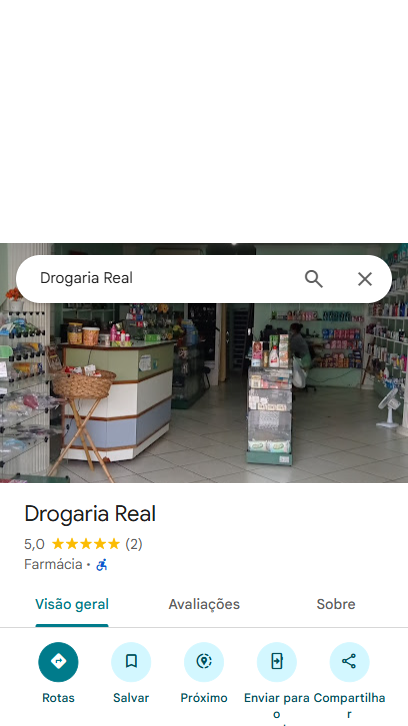 Drogaria Real
Drogaria Real
5,0 (2)
Farmácia ·
Visão geral Avaliações Sobre
Rotas Salvar Próximo Enviar para o Compartilhar